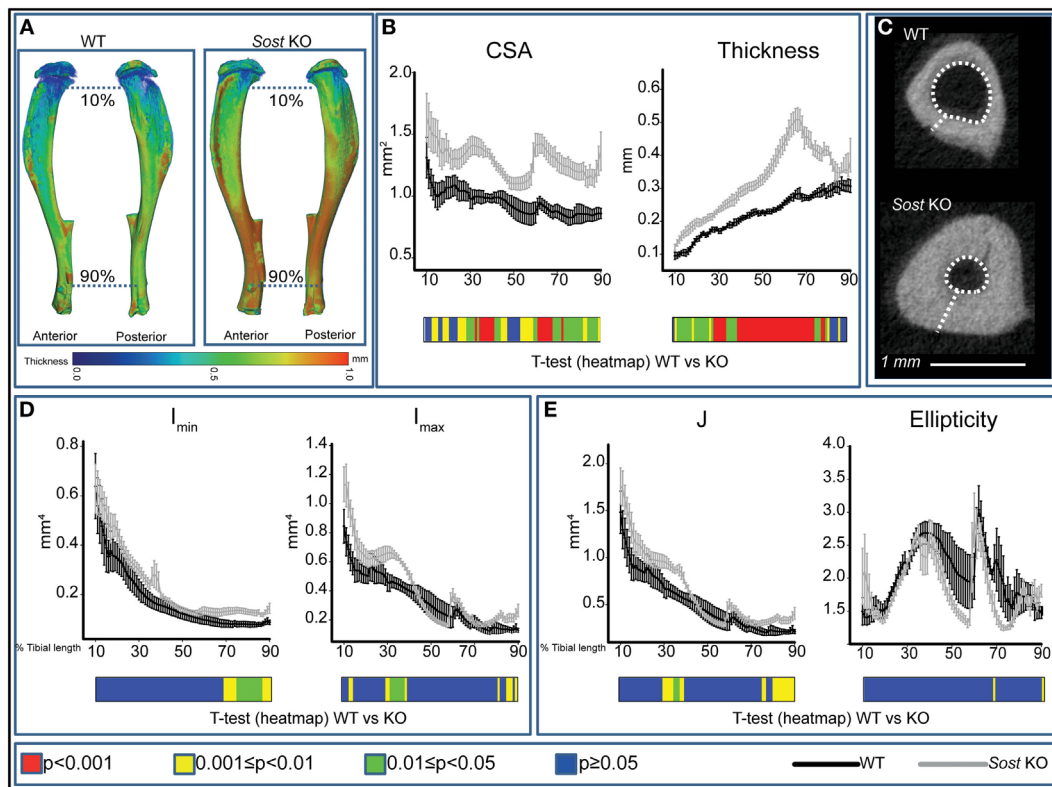 A
WT
Sost KO
10%
10%
90%
90%
Anterior
Posterior
Anterior
Posterior
Thickness
mm
0.0
0.5
1.0
B
CSA
Thickness
2.0
1.5
1.0
0.5
mm²
10
30
50
70
90
0.5
0.4
0.3
0.2
0.1
mm
10
30
50
70
90
T-test (heatmap) WT vs KO
C
WT
Sost KO
1 mm
D
Imin
Imax
0.8
0.6
0.4
0.2
mm⁴
1.4
1.2
1.0
0.8
0.6
0.4
0.2
mm⁴
% Tibial length
10
30
50
70
90
10
30
50
70
90
T-test (heatmap) WT vs KO
E
J
Ellipticity
2.0
1.5
1.0
0.5
mm⁴
4.0
3.5
3.0
2.5
2.0
1.5
% Tibial length
10
30
50
70
90
10
30
50
70
90
T-test (heatmap) WT vs KO
p<0.001
0.001≤p<0.01
0.01≤p<0.05
p≥0.05
WT
Sost KO